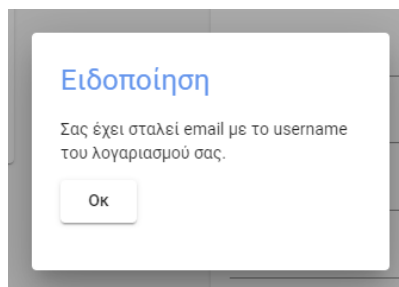 Ειδοποίηση
Σας έχει σταλεί email με το username
του λογαριασμού σας.
Οκ